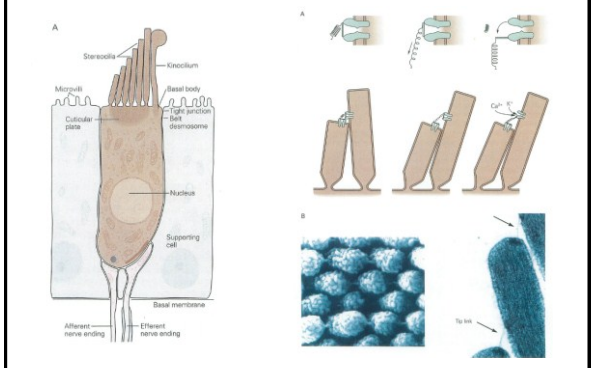 A
Stereocilia
Kinocilium
Microvilli
Basal body
Tight junction
Belt
desmosome
Cuticular
plate
Nucleus
Supporting
cell
Basal membrane
Afferent
nerve ending
Efferent
nerve ending
A
Ca²⁺ K⁺
B
Tip link